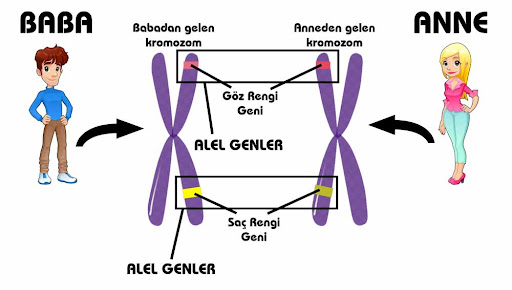 BABA
Babadan gelen
kromozom
Anneden gelen
kromozom
ANNE
Göz Rengi
Geni
ALEL GENLER
Saç Rengi
Geni
ALEL GENLER